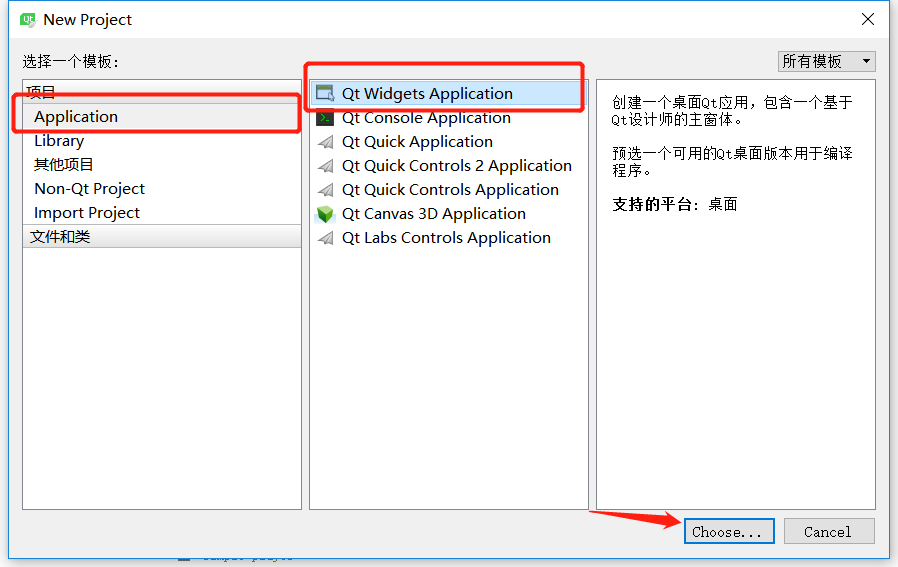 New Project
选择一个模板:
所有模板
项目
Application
Library
其他项目
Non-Qt Project
Import Project
文件和类
Qt Widgets Application
Qt Console Application
Qt Quick Application
Qt Quick Controls 2 Application
Qt Quick Controls Application
Qt Canvas 3D Application
Qt Labs Controls Application
创建一个桌面Qt应用，包含一个基于
Qt设计师的主窗体。
预选一个可用的Qt桌面版本用于编译
程序。
支持的平台: 桌面
Choose...
Cancel